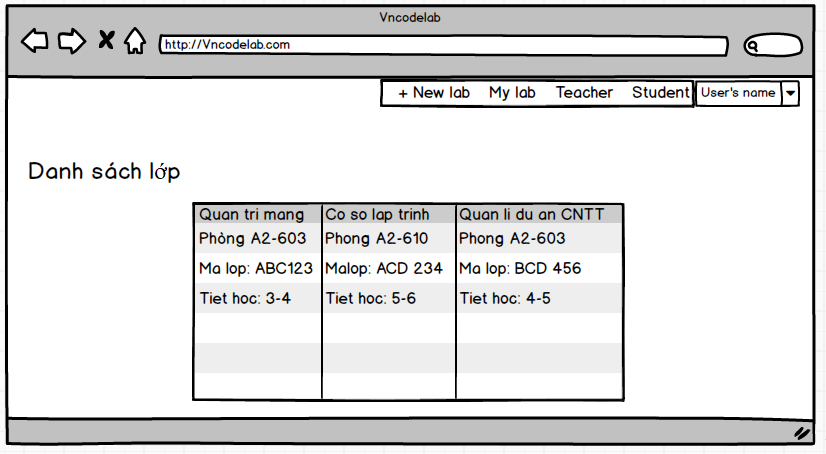 Vncodelab
http://Vncodelab.com
+ New lab My lab Teacher Student User's name
Danh sách lớp
Quan tri mang Co so lap trinh Quan li du an CNTT
Phòng A2-603 Phong A2-610 Phong A2-603
Ma lop: ABC123 Malop: ACD 234 Ma lop: BCD 456
Tiet hoc: 3-4 Tiet hoc: 5-6 Tiet hoc: 4-5